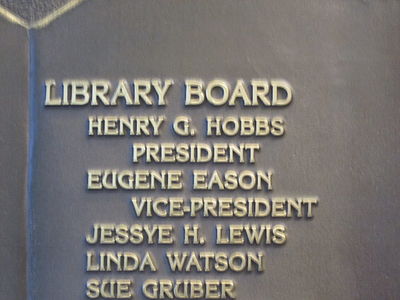 LIBRARY BOARD
HENRY G. HOBBS
PRESIDENT
EUGENE EASON
VICE-PRESIDENT
JESSYE H. LEWIS
LINDA WATSON
SUE GRUBER